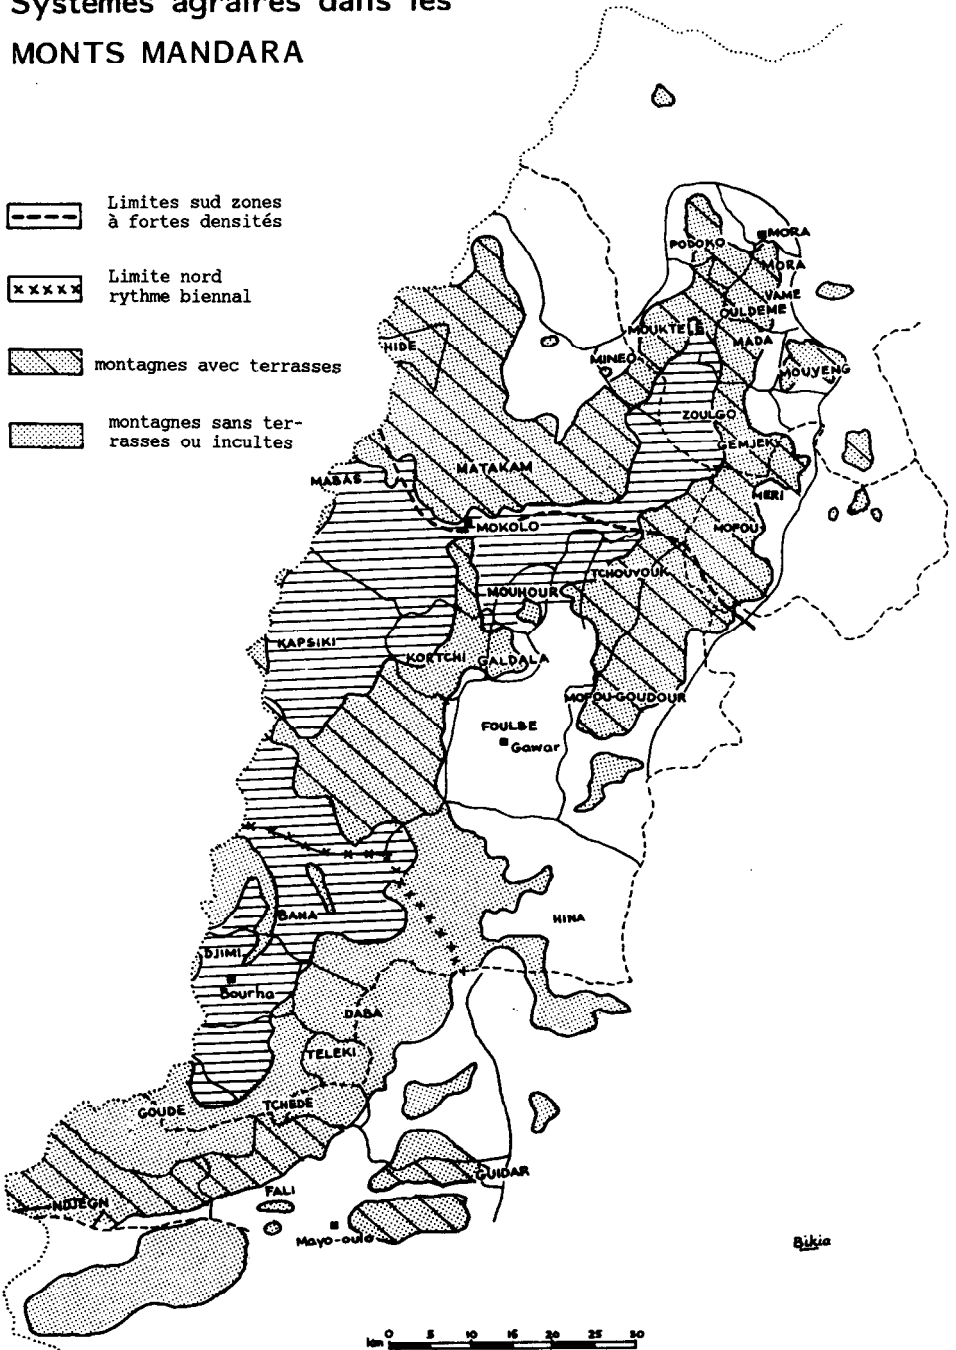 Systèmes agraires dans les
MONTS MANDARA
Limites sud zones
à fortes densités
Limite nord
rythme biennal
montagnes avec terrasses
montagnes sans ter-
rasses ou incultes
PODOKO
MORA
MORA
VAME
OULDEME
MOUKTELE
MADA
HIDE
MINEO
MOUYENG
ZOULGO
GEMJEK
MATAKAM
MABAS
MERI
MOKOLO
MOFOU
TCHOUVOUK
MOUHOUR
KAPSIKI
KORTCHI
GALDALA
MOFOU-GOUDOUR
FOULBE
Gawar
BANA
HINA
DJIMI
Bourha
DABA
TELEKI
GOUDE
TCHEDE
GUIDAR
NDJEGN
FALI
Mayo-oulo
Bikia
km 0 5 10 15 20 25 30